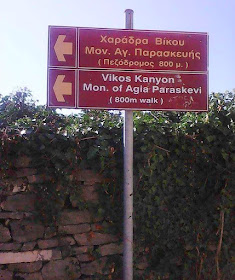 Χαράδρα Βίκου
Μον. Αγ. Παρασκευής
( Πεζόδρομος 800 μ. )
Vikos Kanyon
Mon. of Agia Paraskevi
( 800m walk )